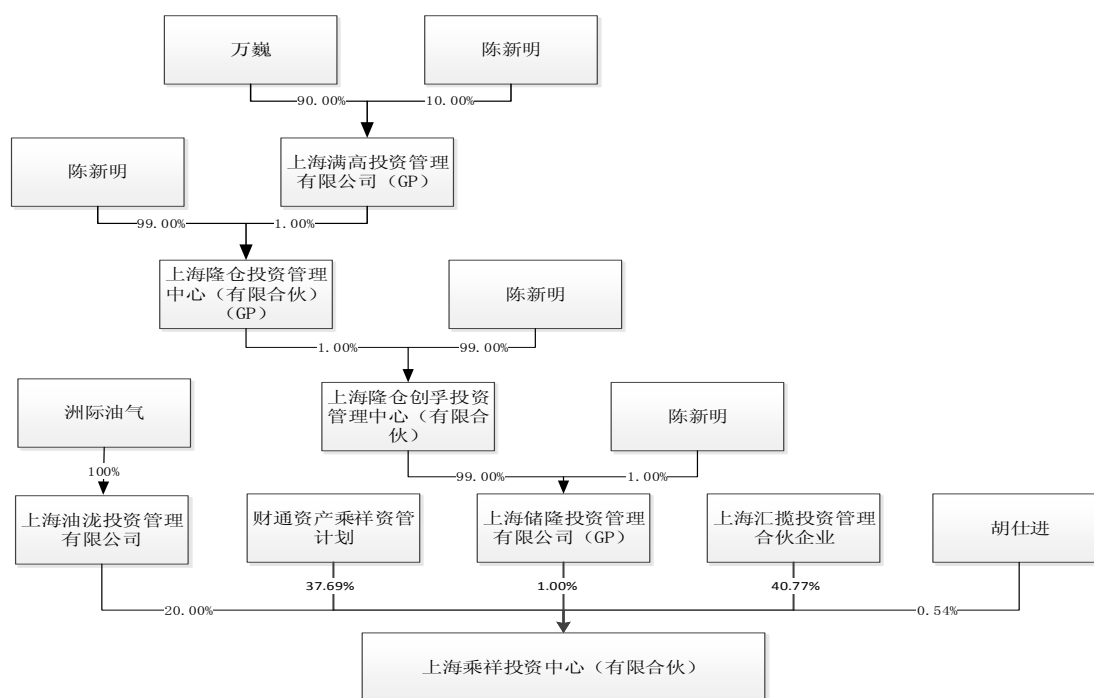 万巍
陈新明
90.00%
10.00%
陈新明
上海满高投资管理
有限公司（GP）
99.00%
1.00%
上海隆仓投资管理
中心（有限合伙）
（GP）
陈新明
1.00%
99.00%
洲际油气
上海隆仓创孚投资
管理中心（有限合
伙）
陈新明
100%
99.00%
1.00%
上海油泷投资管理
有限公司
财通资产乘祥资管
计划
上海储隆投资管理
有限公司（GP）
上海汇揽投资管理
合伙企业
胡仕进
37.69%
1.00%
40.77%
20.00%
0.54%
上海乘祥投资中心（有限合伙）